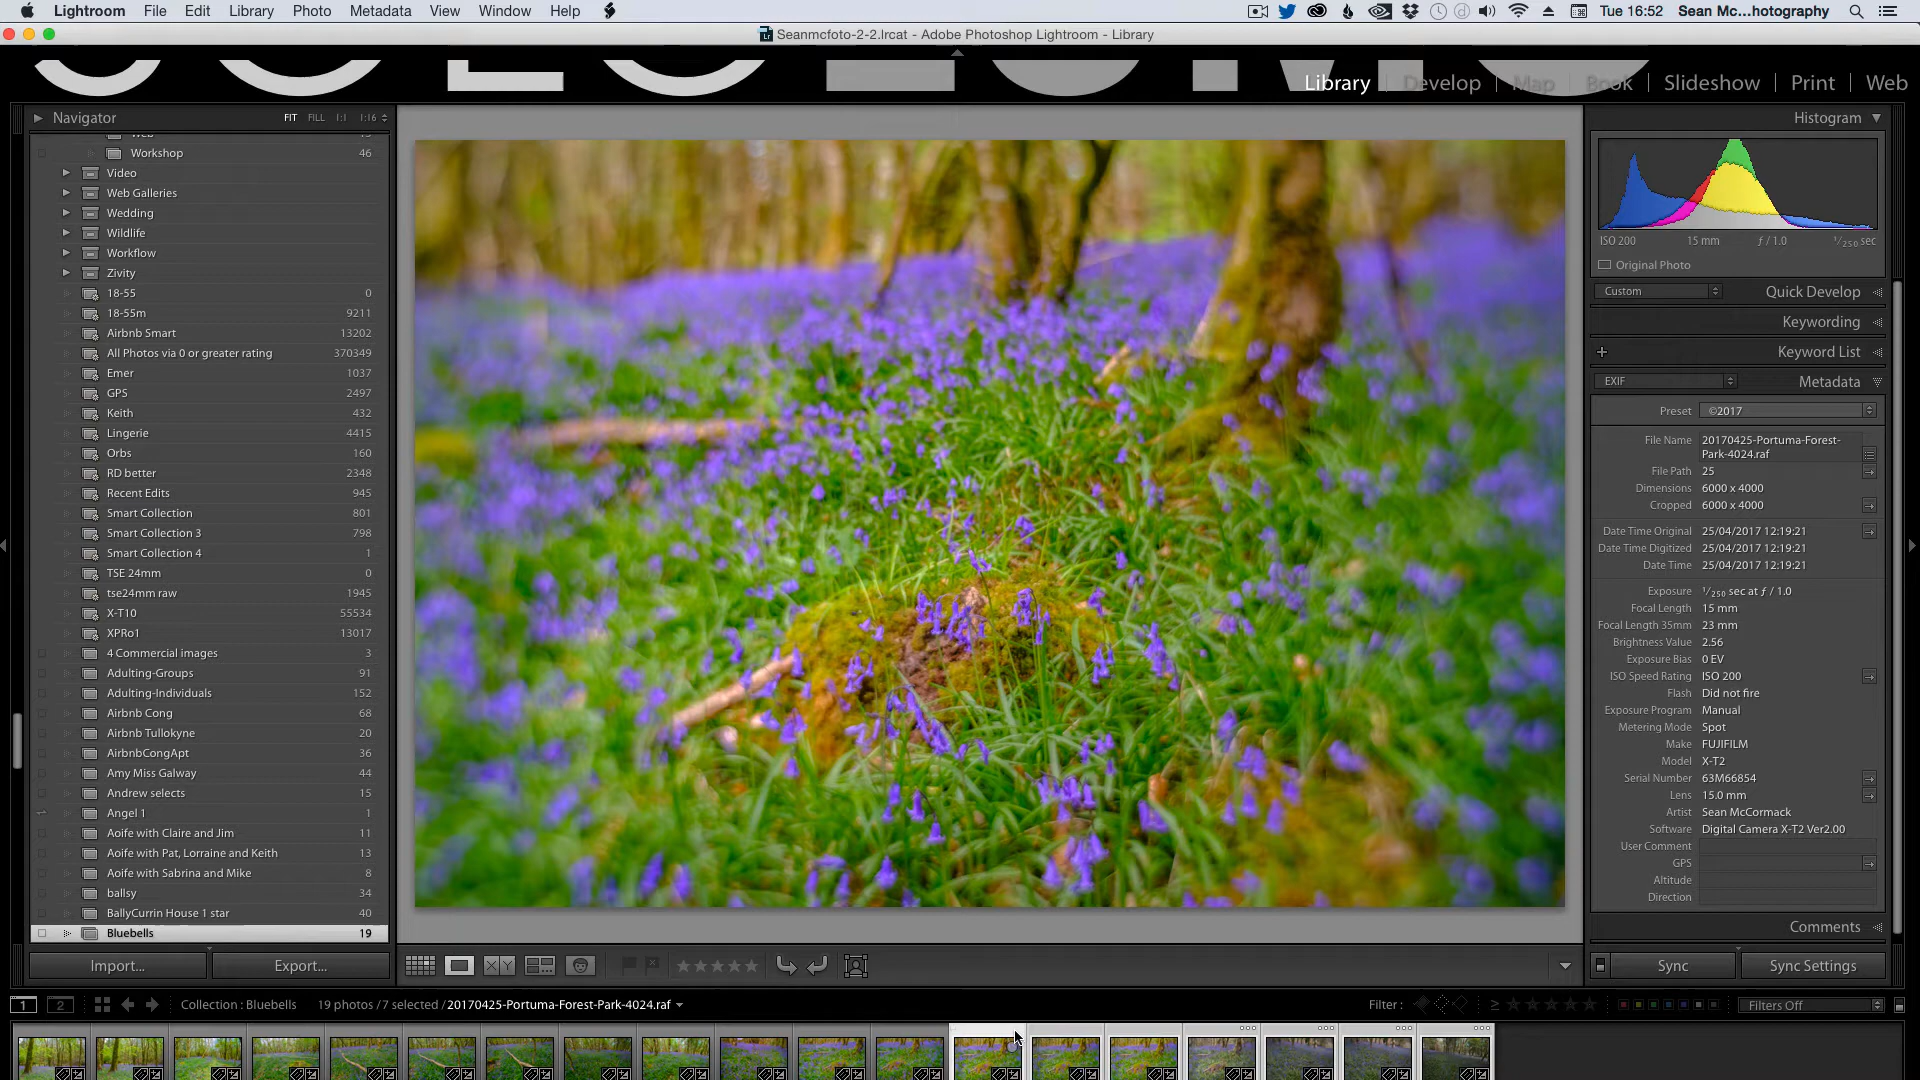 Lightroom File Edit Library Photo Metadata View Window Help Tue 16:52 Sean Mc...hotography
Seanmcfoto-2-2.lrcat - Adobe Photoshop Lightroom - Library
Library | Develop | Map | Book | Slideshow | Print | Web
Navigator FIT FILL 1:1 1:16
Web 15
Workshop 46
Video
Web Galleries
Wedding
Wildlife
Workflow
Zivity
18-55 0
18-55m 9211
Airbnb Smart 13202
All Photos via 0 or greater rating 370349
Emer 1037
GPS 2497
Keith 432
Lingerie 4415
Orbs 160
RD better 2348
Recent Edits 945
Smart Collection 801
Smart Collection 3 798
Smart Collection 4 1
TSE 24mm 0
tse24mm raw 1945
X-T10 55534
XPRo1 13017
4 Commercial images 3
Adulting-Groups 91
Adulting-Individuals 152
Airbnb Cong 68
Airbnb Tullokyne 20
AirbnbCongApt 36
Amy Miss Galway 44
Andrew selects 15
Angel 1 1
Aoife with Claire and Jim 11
Aoife with Pat, Lorraine and Keith 13
Aoife with Sabrina and Mike 8
ballsy 34
BallyCurrin House 1 star 40
Bluebells 19
Import... Export...
Histogram
ISO 200 15 mm ƒ / 1.0 1/250 sec
Original Photo
Custom Quick Develop
Keywording
+ Keyword List
EXIF Metadata
Preset ©2017
File Name 20170425-Portuma-Forest-
Park-4024.raf
File Path 25
Dimensions 6000 x 4000
Cropped 6000 x 4000
Date Time Original 25/04/2017 12:19:21
Date Time Digitized 25/04/2017 12:19:21
Date Time 25/04/2017 12:19:21
Exposure 1/250 sec at ƒ / 1.0
Focal Length 15 mm
Focal Length 35mm 23 mm
Brightness Value 2.56
Exposure Bias 0 EV
ISO Speed Rating ISO 200
Flash Did not fire
Exposure Program Manual
Metering Mode Spot
Make FUJIFILM
Model X-T2
Serial Number 63M66854
Lens 15.0 mm
Artist Sean McCormack
Software Digital Camera X-T2 Ver2.00
User Comment
GPS
Altitude
Direction
Comments
Sync Sync Settings
X Y
1 2 Collection : Bluebells 19 photos / 7 selected / 20170425-Portuma-Forest-Park-4024.raf Filter : ≥ Filters Off